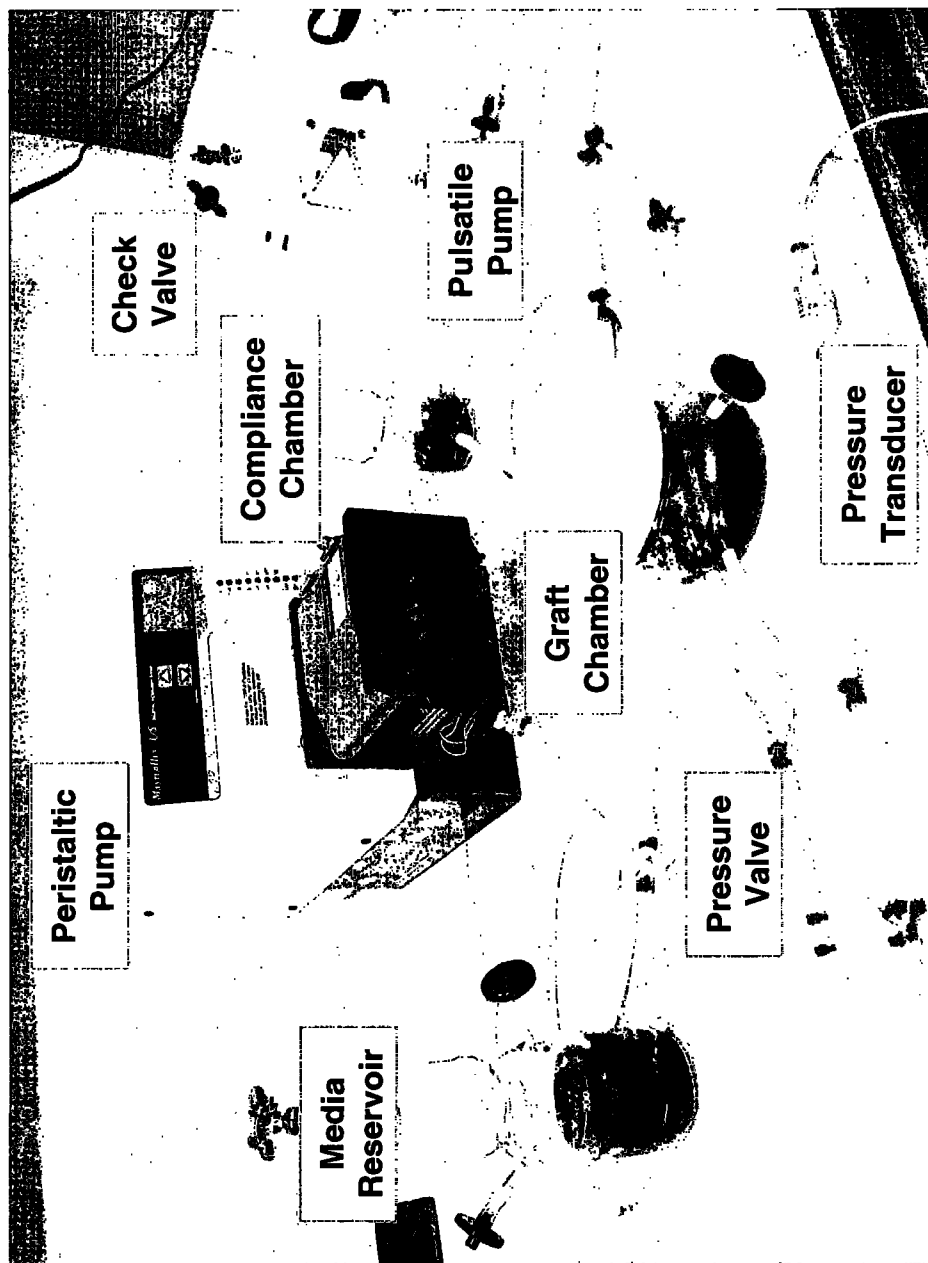 Peristaltic
Pump
Media
Reservoir
Check
Valve
Compliance
Chamber
Pulsatile
Pump
Graft
Chamber
Pressure
Valve
Pressure
Transducer